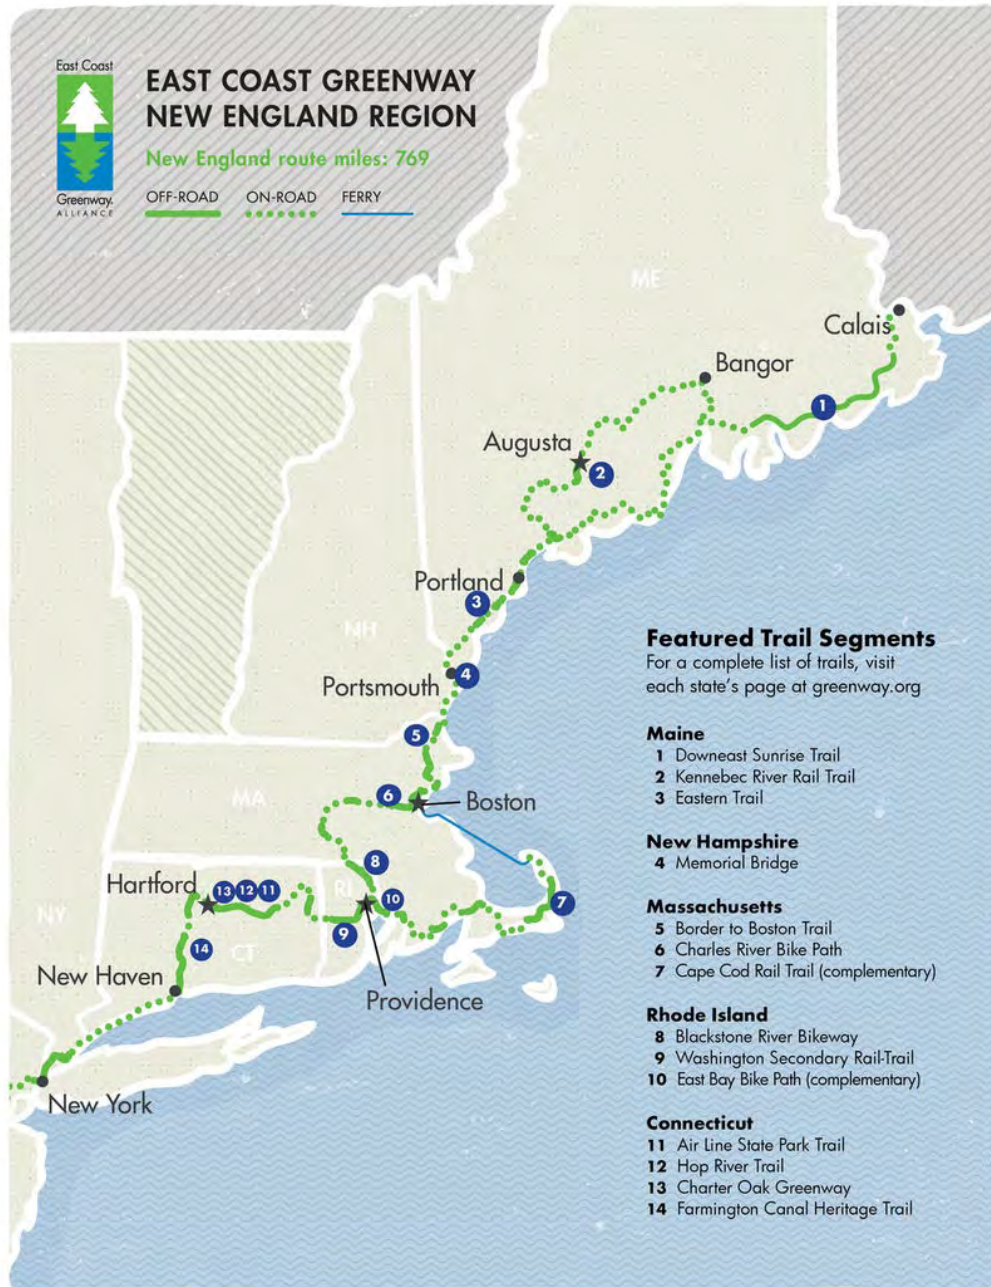 East Coast
Greenway.
ALLIANCE
EAST COAST GREENWAY
NEW ENGLAND REGION
New England route miles: 769
OFF-ROAD ON-ROAD FERRY
ME
Calais
Bangor
1
Augusta
2
Portland
3
NH
Portsmouth
4
5
MA
6
Boston
8
Hartford
13 12 11
RI
10
7
NY
9
14
CT
New Haven
Providence
New York
Featured Trail Segments
For a complete list of trails, visit
each state's page at greenway.org
Maine
1 Downeast Sunrise Trail
2 Kennebec River Rail Trail
3 Eastern Trail
New Hampshire
4 Memorial Bridge
Massachusetts
5 Border to Boston Trail
6 Charles River Bike Path
7 Cape Cod Rail Trail (complementary)
Rhode Island
8 Blackstone River Bikeway
9 Washington Secondary Rail-Trail
10 East Bay Bike Path (complementary)
Connecticut
11 Air Line State Park Trail
12 Hop River Trail
13 Charter Oak Greenway
14 Farmington Canal Heritage Trail